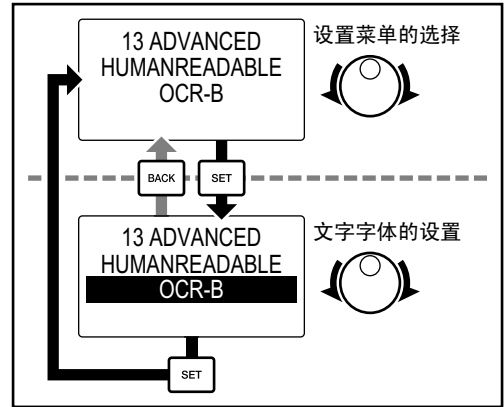 13 ADVANCED
HUMANREADABLE
OCR-B
设置菜单的选择
BACK
SET
13 ADVANCED
HUMANREADABLE
OCR-B
文字字体的设置
SET